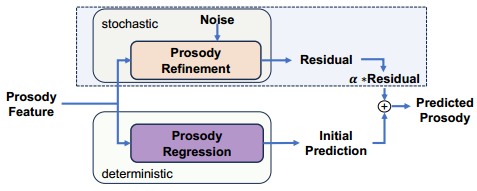 stochastic
Noise
Prosody
Refinement
Residual
α *Residual
Prosody
Feature
Predicted
Prosody
Prosody
Regression
Initial
Prediction
deterministic